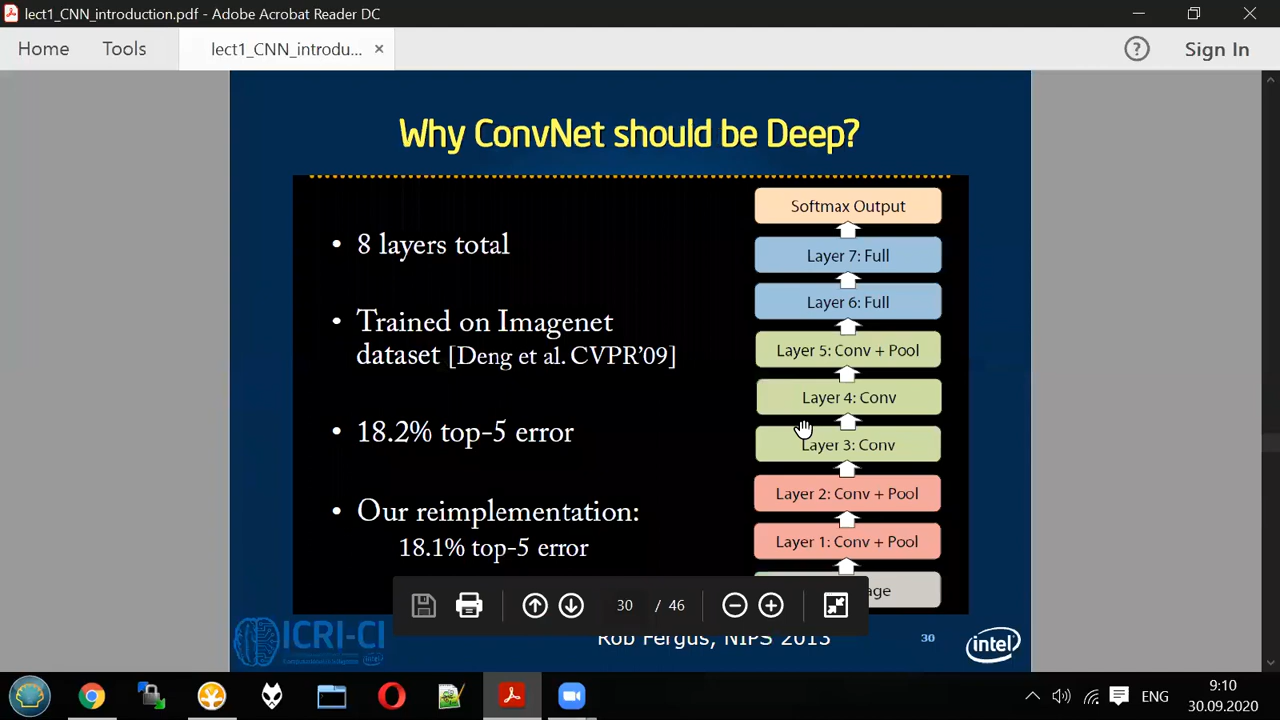 lect1_CNN_introduction.pdf - Adobe Acrobat Reader DC
Home
Tools
lect1_CNN_introdu...
Sign In
Why ConvNet should be Deep?
• 8 layers total
• Trained on Imagenet
dataset [Deng et al. CVPR'09]
• 18.2% top-5 error
• Our reimplementation:
18.1% top-5 error
Softmax Output
Layer 7: Full
Layer 6: Full
Layer 5: Conv + Pool
Layer 4: Conv
Layer 3: Conv
Layer 2: Conv + Pool
Layer 1: Conv + Pool
age
30 / 46
Rob Fergus, NIPS 2013
30
ICRI-CI
intel
ENG
9:10
30.09.2020